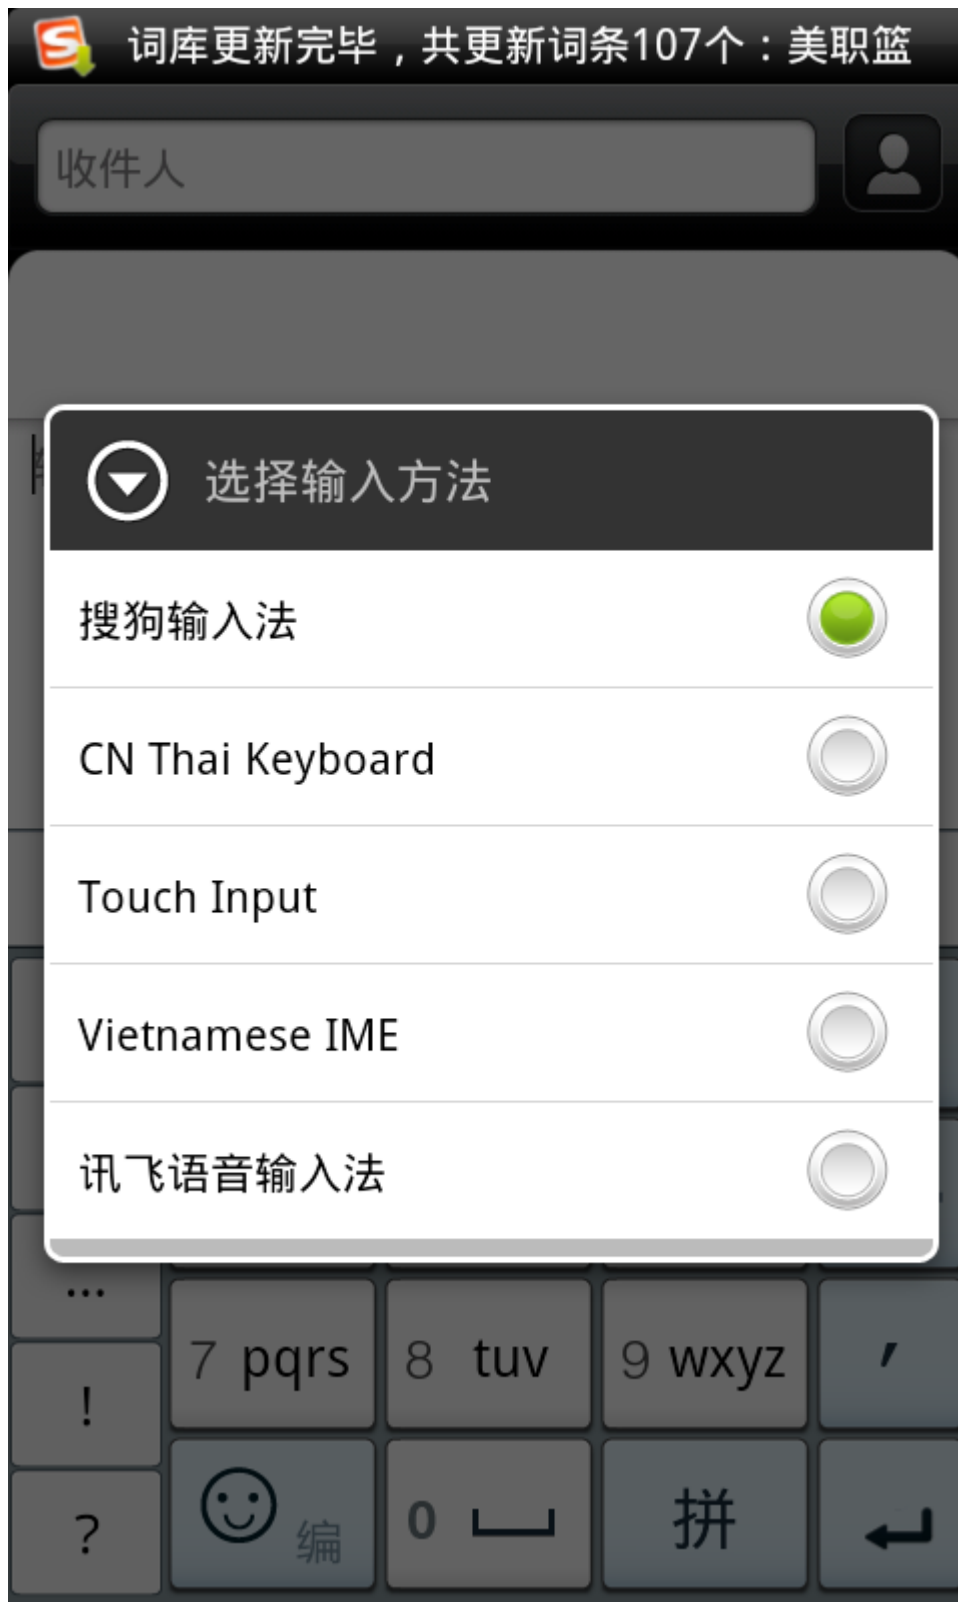 词库更新完毕，共更新词条107个：美职篮
收件人
选择输入方法
搜狗输入法
CN Thai Keyboard
Touch Input
Vietnamese IME
讯飞语音输入法
...
7 pqrs 8 tuv 9 wxyz ,
!
编 0 拼
?